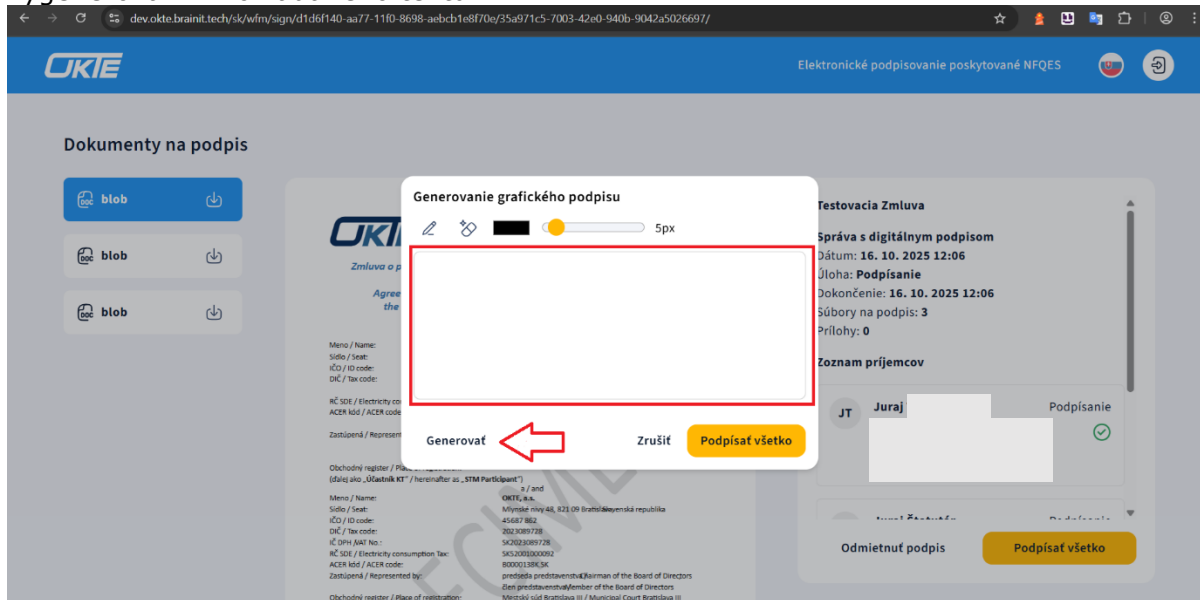 dev.okte.brainit.tech/sk/wfm/sign/d1d6f140-aa77-11f0-8698-aebcb1e8f70e/35a971c5-7003-42e0-940b-9042a5026697/
OKTE
Elektronické podpisovanie poskytované NFQES
Dokumenty na podpis
blob
blob
blob
OKT
Zmluva o p
Agree
the
Meno / Name:
Sídlo / Seat:
IČO / ID code:
DIČ / Tax code:
RČ SDE / Electricity co
ACER kód / ACER code
Zastúpená / Represent
Obchodný register / Place of registration:
(ďalej ako „Účastník KT" / hereinafter as „STM Participant")
a / and
Meno / Name: OKTE, a.s.
Sídlo / Seat: Mlynské nivy 48, 821 09 Bratislava
IČO / ID code: 45687 862
DIČ / Tax code: 2023089728
IČ DPH /VAT No.: SK2023089728
RČ SDE / Electricity consumption Tax: SK52001000092
ACER kód / ACER code: B0000138K.SK
Zastúpená / Represented by: predseda predstavenstva/Chairman of the Board of Directors
člen predstavenstva/Member of the Board of Directors
Obchodný register / Place of registration: Mestský súd Bratislava III / Municipal Court Bratislava III
Generovanie grafického podpisu
5px
Generovať
Zrušiť
Podpísať všetko
Testovacia Zmluva
Správa s digitálnym podpisom
Dátum: 16. 10. 2025 12:06
Úloha: Podpísanie
Dokončenie: 16. 10. 2025 12:06
Súbory na podpis: 3
Prílohy: 0
Zoznam príjemcov
JT
Juraj
Podpísanie
Juraj Štatutár
Podpísanie
Odmietnuť podpis
Podpísať všetko